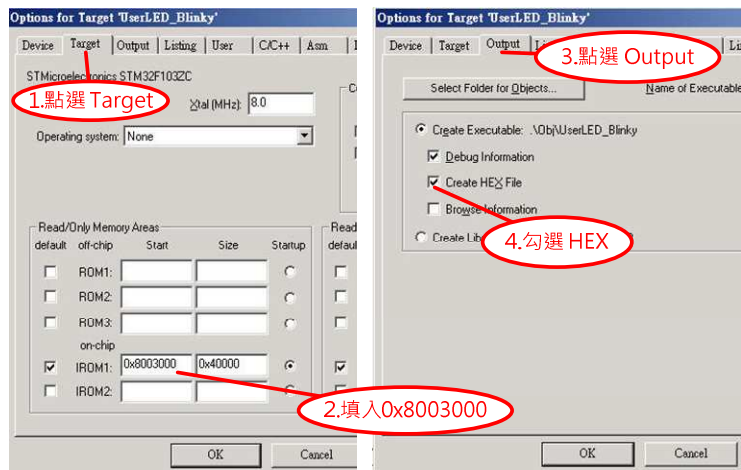 Options for Target 'UserLED_Blinky'
Device Target Output Listing User C/C++ Asm
STMicroelectronics STM32F103ZC
1.點選 Target
Xtal (MHz): 8.0
Operating system: None
Read/Only Memory Areas
default off-chip Start Size Startup
ROM1:
ROM2:
ROM3:
on-chip
IROM1: 0x8003000 0x40000
IROM2:
2.填入0x8003000
OK Cancel
Read
defaul
Options for Target 'UserLED_Blinky'
Device Target Output
3.點選 Output
Select Folder for Objects... Name of Executable
Create Executable: .\Obj\UserLED_Blinky
Debug Information
Create HEX File
Browse Information
Create Lib
4.勾選 HEX
OK Cancel